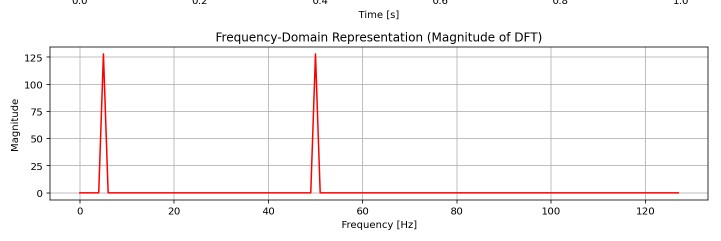 0.0 0.2 0.4 0.6 0.8 1.0
Time [s]
Frequency-Domain Representation (Magnitude of DFT)
125
100
75
50
25
0
Magnitude
0 20 40 60 80 100 120
Frequency [Hz]